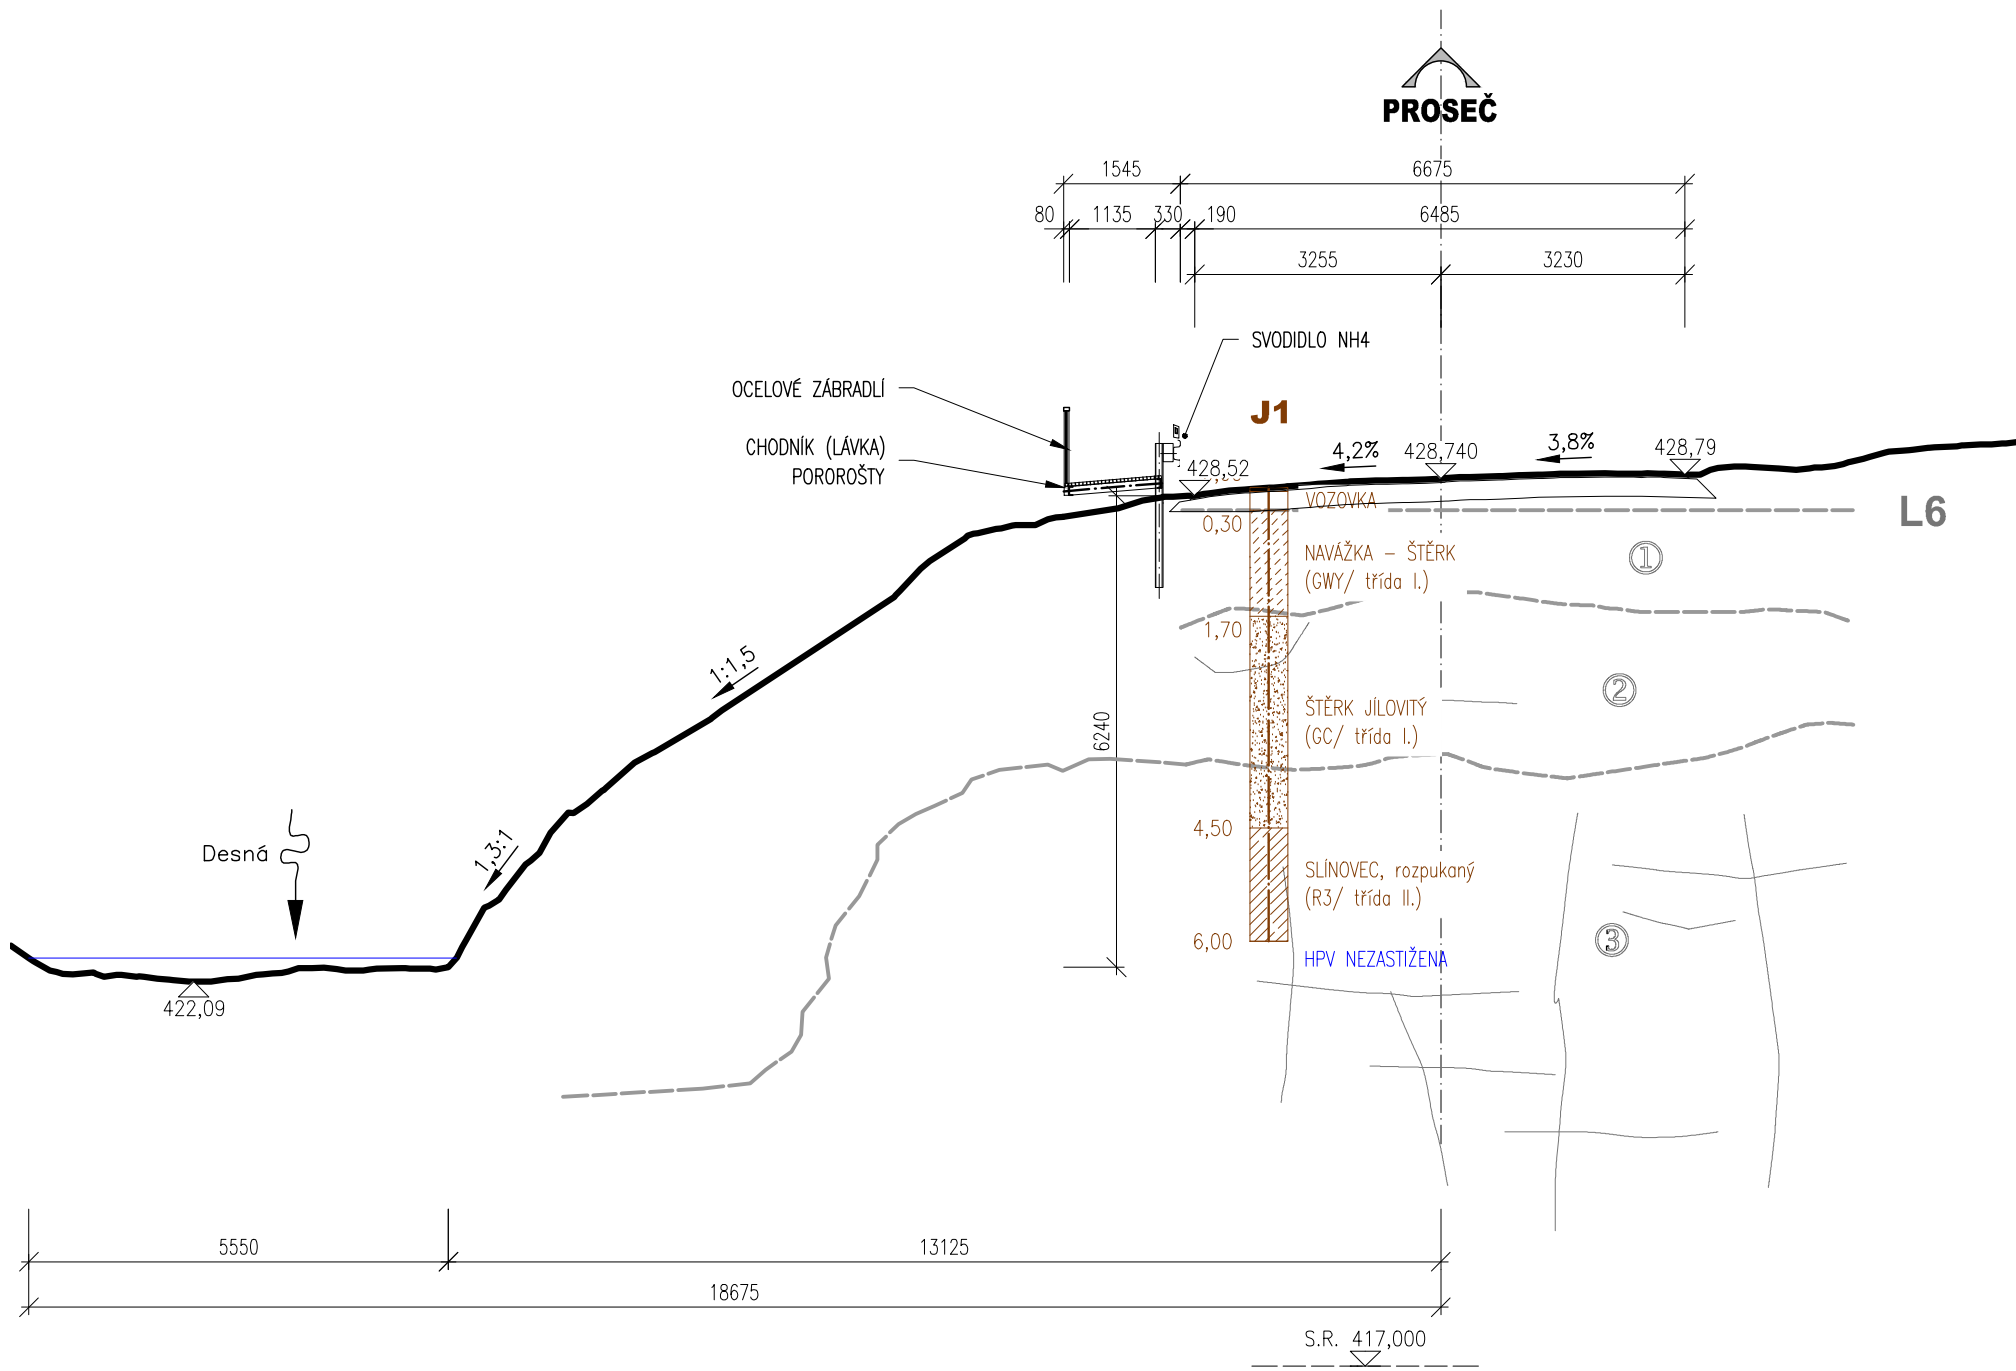 PROSEČ
1545
6675
80
1135
330
190
6485
3255
3230
SVODIDLO NH4
OCELOVÉ ZÁBRADLÍ
CHODNÍK (LÁVKA)
POROROŠTY
J1
428,52
4,2%
428,740
3,8%
428,79
VOZOVKA
0,30
L6
NAVÁŽKA – ŠTĚRK
(GWY/ třída I.)
1
1,70
1:1,5
2
ŠTĚRK JÍLOVITÝ
(GC/ třída I.)
6240
4,50
1,3:1
Desná
SLÍNOVEC, rozpukaný
(R3/ třída II.)
3
6,00
HPV NEZASTIŽENA
422,09
5550
13125
18675
S.R. 417,000